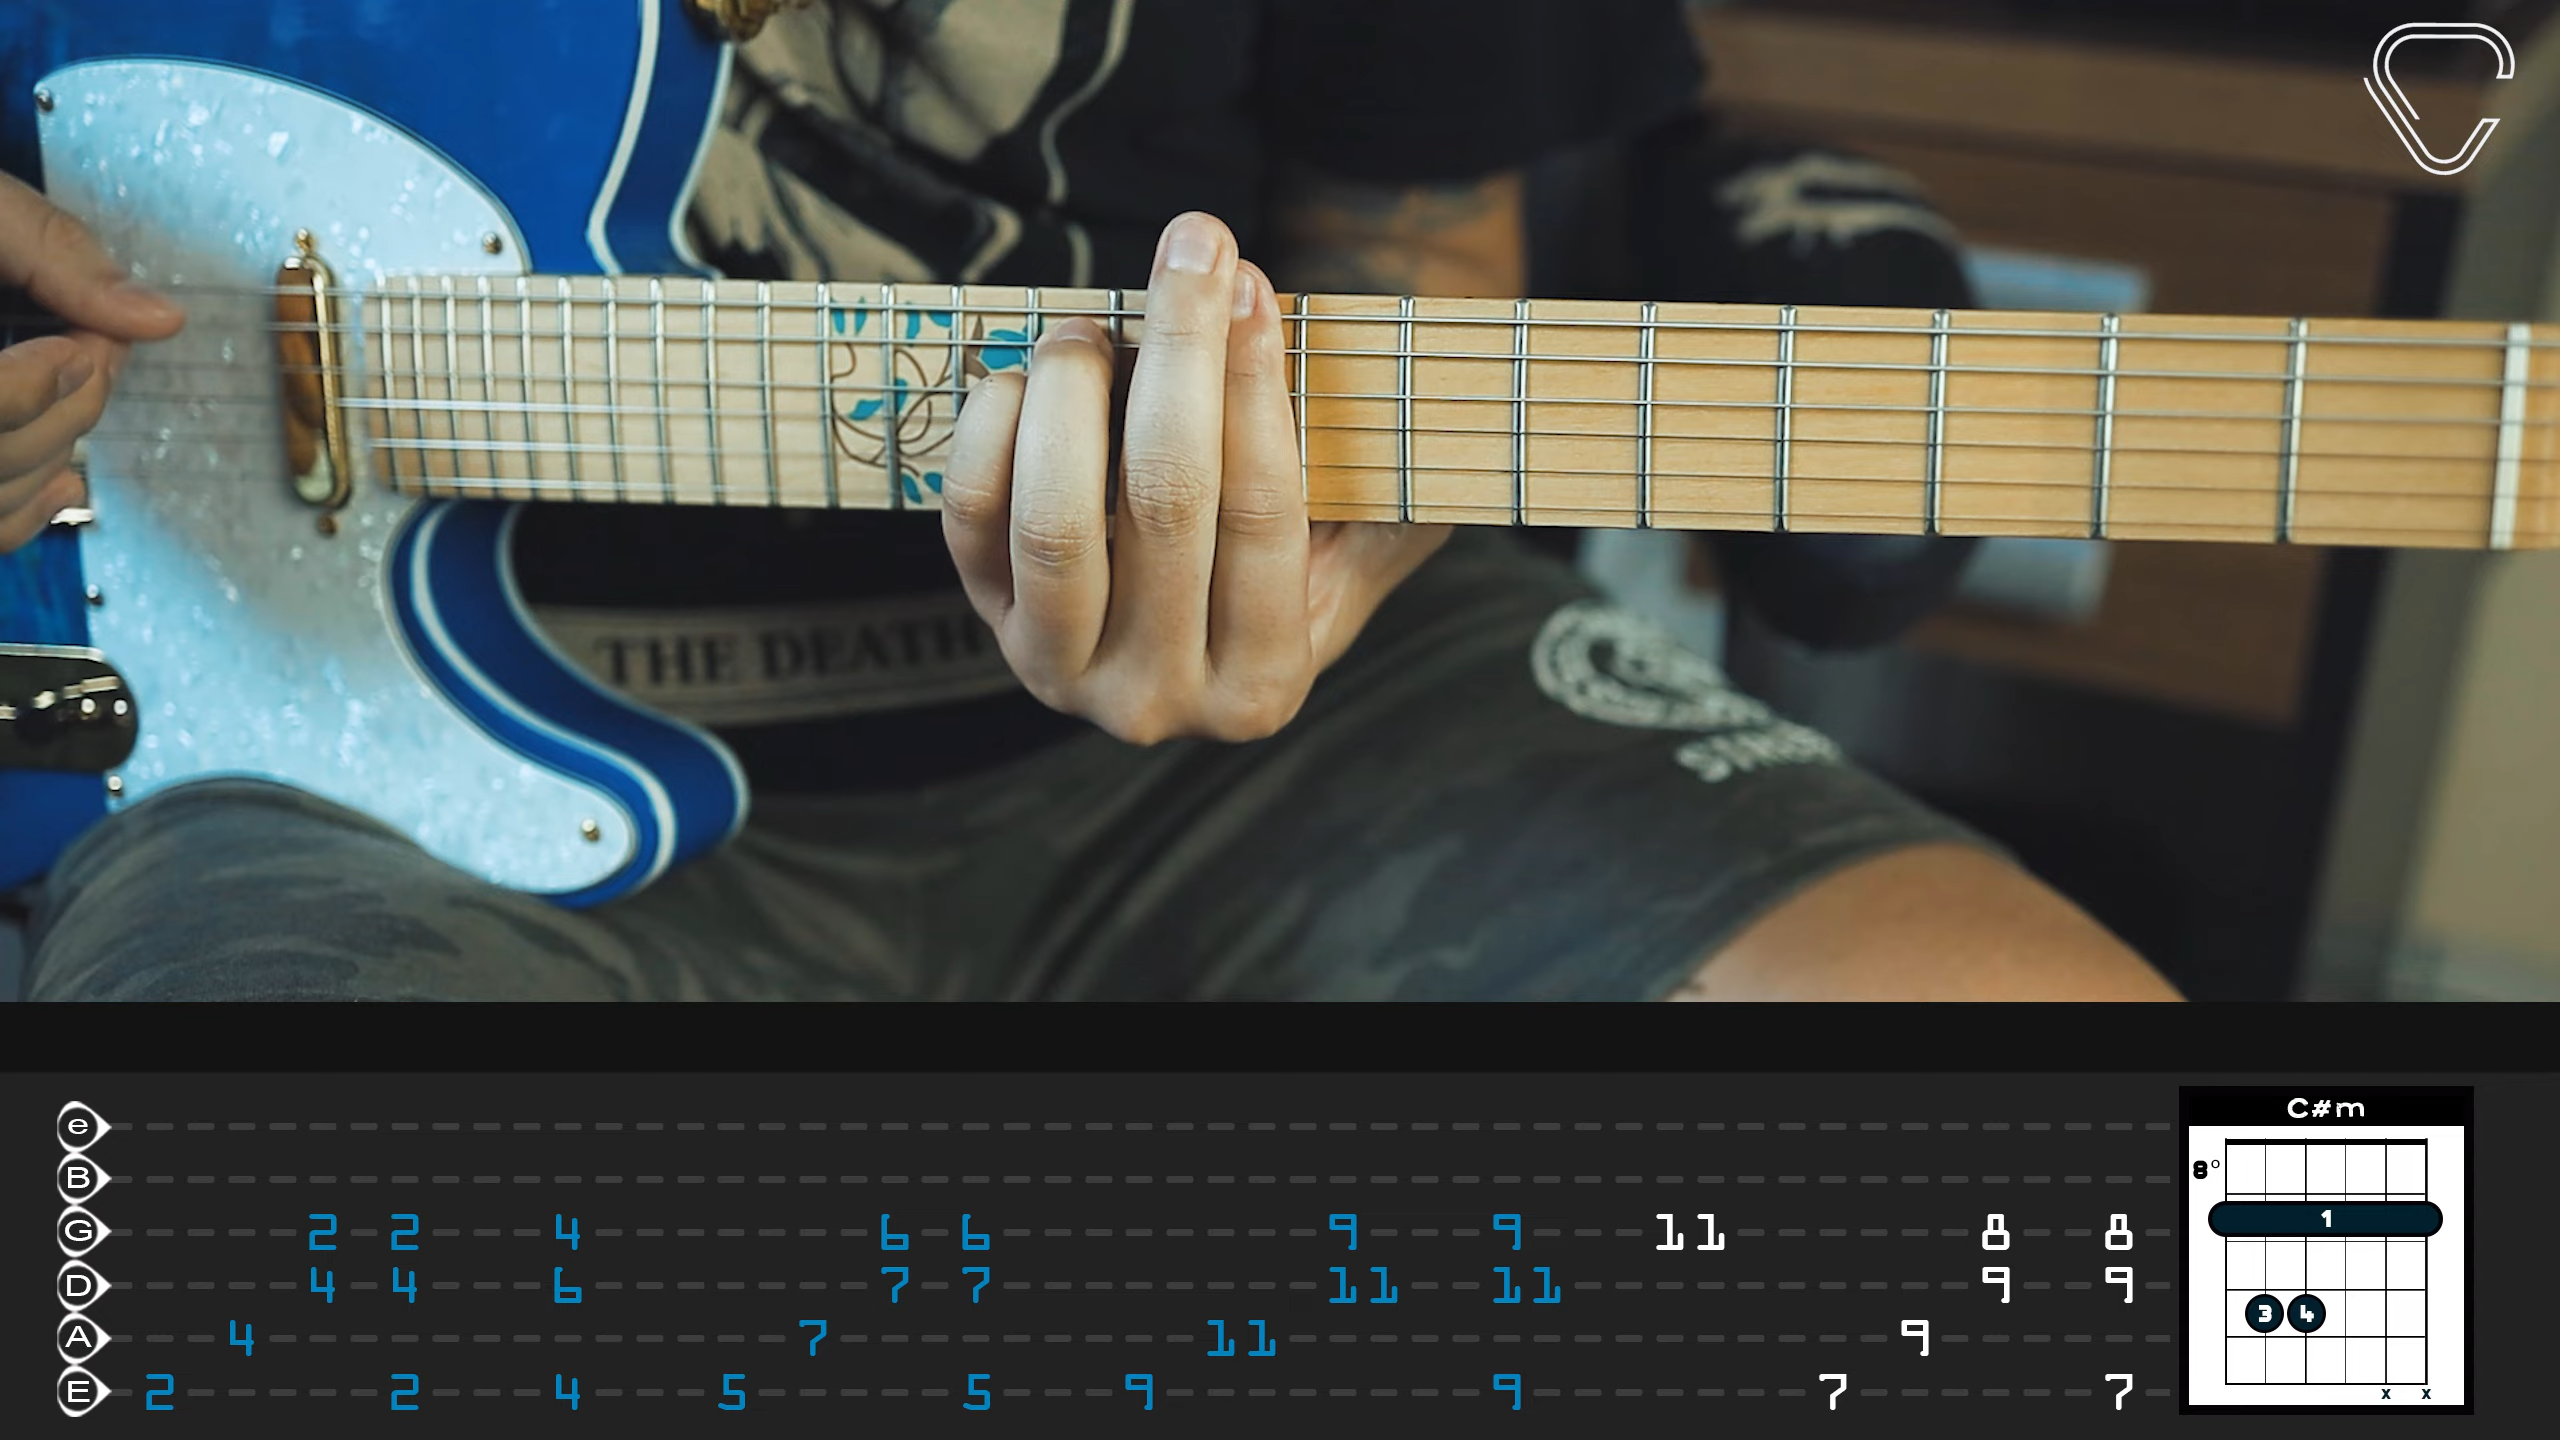 THE DEATH
C#m
8°
1
3 4
x x
e
B
G 2 2 4 6 6 9 9 11 8 8
D 4 4 6 7 7 11 11 9 9
A 4 7 11 9
E 2 2 4 5 5 9 9 7 7